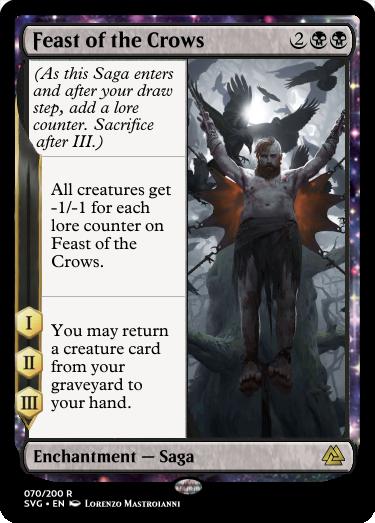 Feast of the Crows 2
(As this Saga enters
and after your draw
step, add a lore
counter. Sacrifice
after III.)
All creatures get
-1/-1 for each
lore counter on
Feast of the
Crows.
I
II
III
You may return
a creature card
from your
graveyard to
your hand.
Enchantment — Saga
070/200 R
SVG • EN Lorenzo Mastroianni